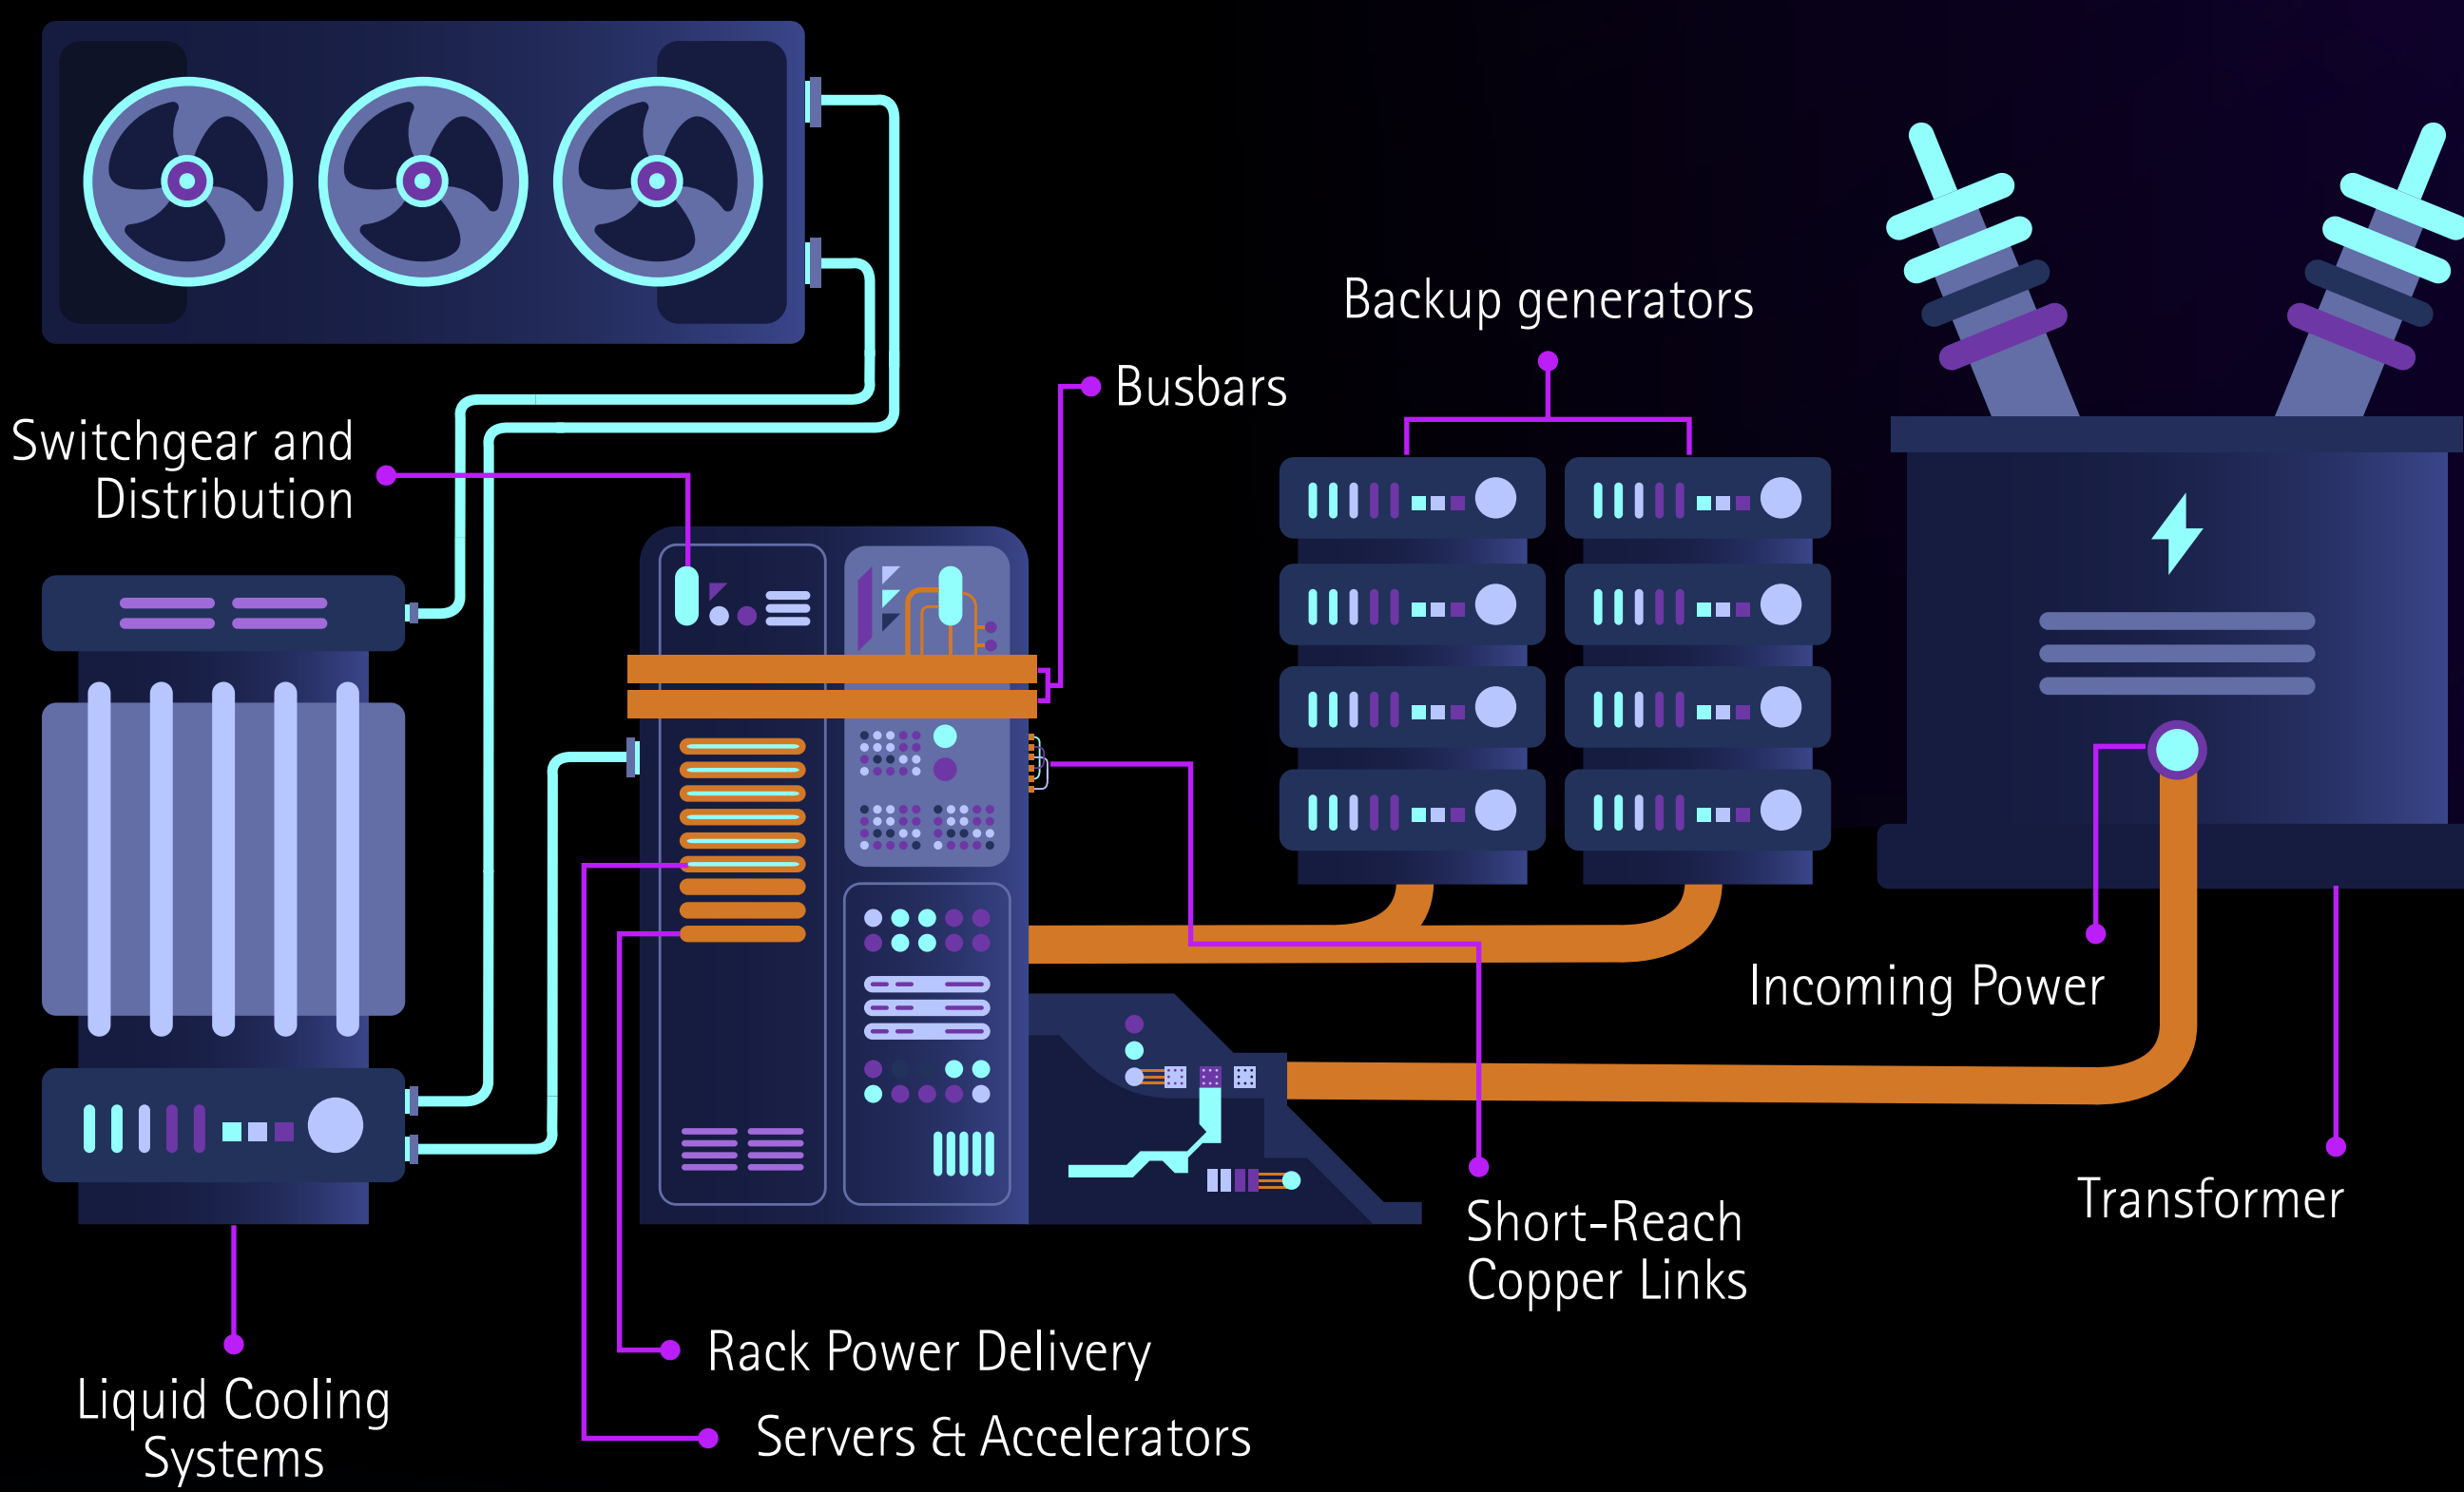 Backup generators
Busbars
Switchgear and
Distribution
Incoming Power
Transformer
Short-Reach
Copper Links
Rack Power Delivery
Liquid Cooling
Systems
Servers & Accelerators